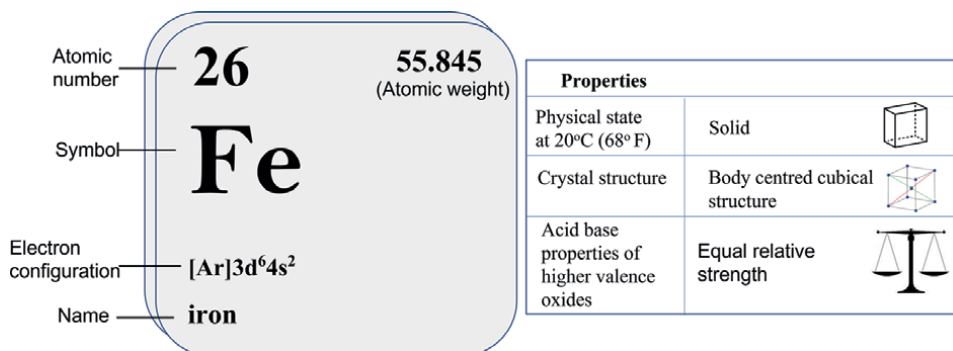 Atomic
number
26
55.845
(Atomic weight)
Symbol
Fe
Electron
configuration
[Ar]3d⁶4s²
Name
iron
Properties
Physical state
at 20°C (68° F)
Solid
Crystal structure
Body centred cubical
structure
Acid base
properties of
higher valence
oxides
Equal relative
strength